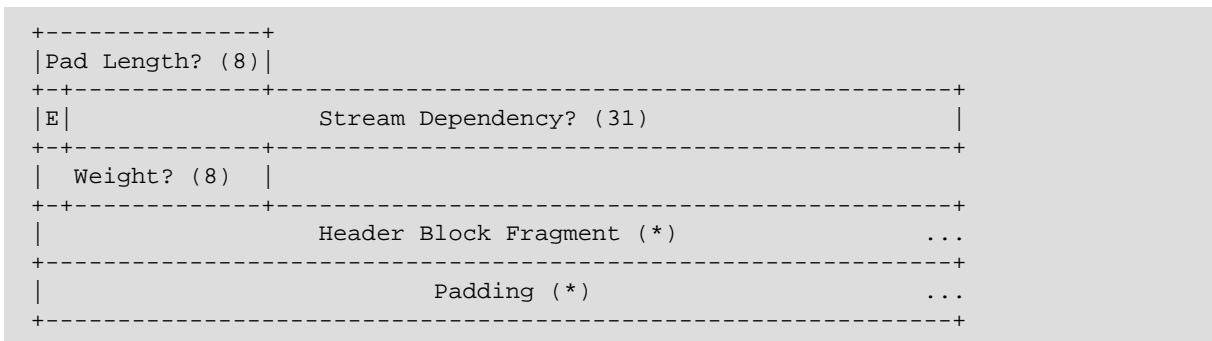 +---------------+
|Pad Length? (8)|
+-+-------------+-----------------------------------------------+
|E|                 Stream Dependency? (31)                     |
+-+-------------+-----------------------------------------------+
|  Weight? (8)  |
+-+-------------+-----------------------------------------------+
|                   Header Block Fragment (*)                 ...
+---------------------------------------------------------------+
|                           Padding (*)                       ...
+---------------------------------------------------------------+